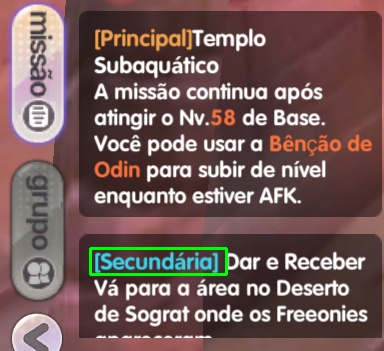 missão
grupo
[Principal]Templo
Subaquático
A missão continua após
atingir o Nv.58 de Base.
Você pode usar a Bênção de
Odin para subir de nível
enquanto estiver AFK.
[Secundária] Dar e Receber
Vá para a área no Deserto
de Sograt onde os Freeonies
apareceram